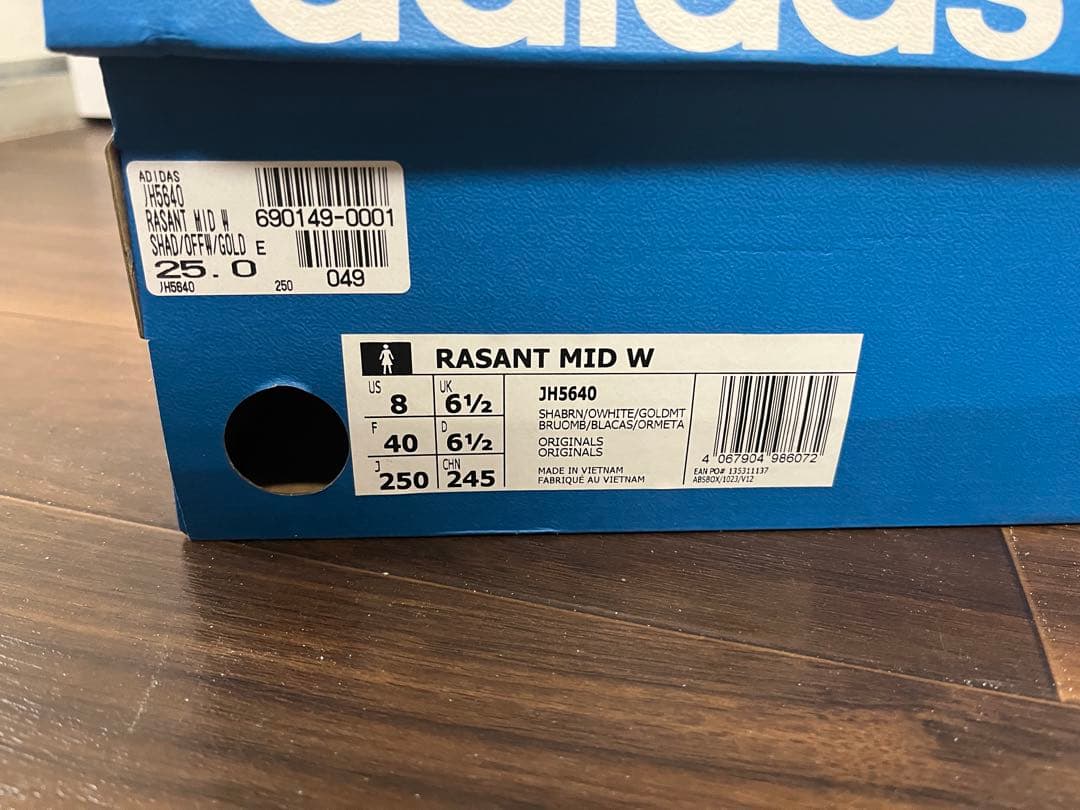 adidas
ADIDAS
JH5640
RASANT MID W
SHAD/OFFW/GOLD E
25.0
JH5640 250
690149-0001
049
RASANT MID W
US 8 UK 6½
F 40 D 6½
J 250 CHN 245
JH5640
SHABRN/OWHITE/GOLDMT
BRUOMB/BLACAS/ORMETA
ORIGINALS
ORIGINALS
MADE IN VIETNAM
FABRIQUÉ AU VIETNAM
4 067904 986072
EAN PO# 135311137
ABSBOX/1023/V12